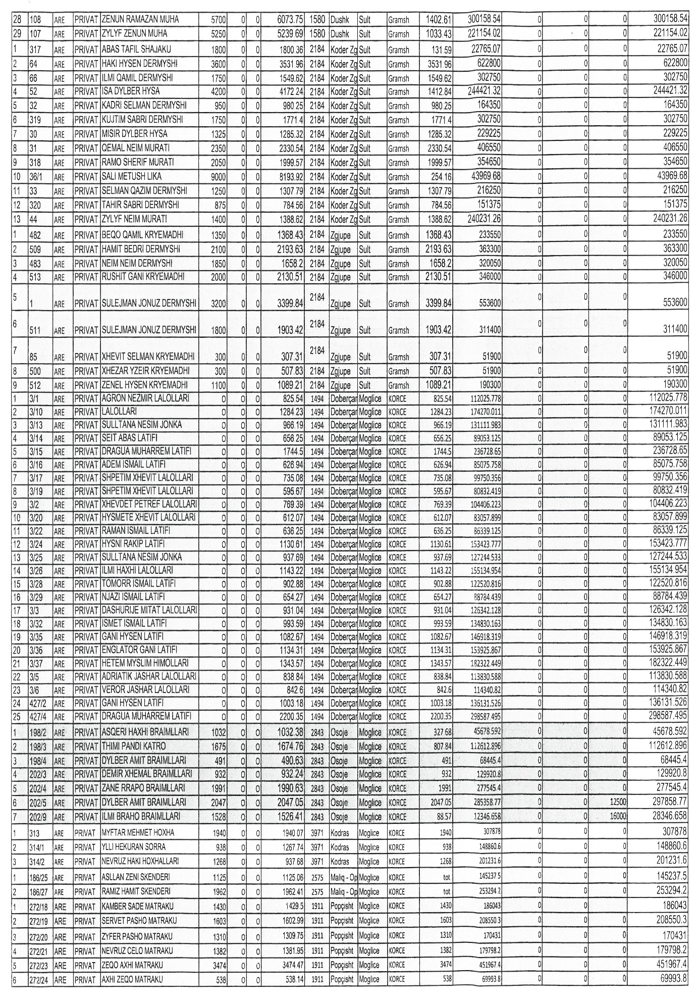 28 108 ARE PRIVAT ZENUN RAMAZAN MUHA 5700 0 0 6073.75 1580 Dushk Sult Gramsh 1402.61 300158.54 0 0 0 300158.54
29 107 ARE PRIVAT ZYLYF ZENUN MUHA 5250 0 0 5239.69 1580 Dushk Sult Gramsh 1033.43 221154.02 0 0 0 221154.02
1 317 ARE PRIVAT ABAS TAFIL SHAJAKU 1800 0 0 1800.36 2184 Koder Zg Sult Gramsh 131.59 22765.07 0 0 0 22765.07
2 64 ARE PRIVAT HAKI HYSEN DERMYSHI 3600 0 0 3531.96 2184 Koder Zg Sult Gramsh 3531.96 622800 0 0 0 622800
3 66 ARE PRIVAT ILMI QAMIL DERMYSHI 1750 0 0 1549.62 2184 Koder Zg Sult Gramsh 1549.62 302750 0 0 0 302750
4 52 ARE PRIVAT ISA DYLBER HYSA 4200 0 0 4172.24 2184 Koder Zg Sult Gramsh 1412.84 244421.32 0 0 0 244421.32
5 32 ARE PRIVAT KADRI SELMAN DERMYSHI 950 0 0 980.25 2184 Koder Zg Sult Gramsh 980.25 164350 0 0 0 164350
6 319 ARE PRIVAT KUJTIM SABRI DERMYSHI 1750 0 0 1771.4 2184 Koder Zg Sult Gramsh 1771.4 302750 0 0 0 302750
7 30 ARE PRIVAT MISIR DYLBER HYSA 1325 0 0 1285.32 2184 Koder Zg Sult Gramsh 1285.32 229225 0 0 0 229225
8 31 ARE PRIVAT QEMAL NEIM MURATI 2350 0 0 2330.54 2184 Koder Zg Sult Gramsh 2330.54 406550 0 0 0 406550
9 318 ARE PRIVAT RAMO SHERIF MURATI 2050 0 0 1999.57 2184 Koder Zg Sult Gramsh 1999.57 354650 0 0 0 354650
10 36/1 ARE PRIVAT SALI METUSH LIKA 9000 0 0 8193.92 2184 Koder Zg Sult Gramsh 254.16 43969.68 0 0 0 43969.68
11 33 ARE PRIVAT SELMAN QAZIM DERMYSHI 1250 0 0 1307.79 2184 Koder Zg Sult Gramsh 1307.79 216250 0 0 0 216250
12 320 ARE PRIVAT TAHIR SABRI DERMYSHI 875 0 0 784.56 2184 Koder Zg Sult Gramsh 784.56 151375 0 0 0 151375
13 44 ARE PRIVAT ZYLYF NEIM MURATI 1400 0 0 1388.62 2184 Koder Zg Sult Gramsh 1388.62 240231.26 0 0 0 240231.26
1 482 ARE PRIVAT BEQO QAMIL KRYEMADHI 1350 0 0 1368.43 2184 Zgjupe Sult Gramsh 1368.43 233550 0 0 0 233550
2 509 ARE PRIVAT HAMIT BEDRI DERMYSHI 2100 0 0 2193.63 2184 Zgjupe Sult Gramsh 2193.63 363300 0 0 0 363300
3 483 ARE PRIVAT NEIM NEIM DERMYSHI 1850 0 0 1658.2 2184 Zgjupe Sult Gramsh 1658.2 320050 0 0 0 320050
4 513 ARE PRIVAT RUSHIT GANI KRYEMADHI 2000 0 0 2130.51 2184 Zgjupe Sult Gramsh 2130.51 346000 0 0 0 346000
5 1 ARE PRIVAT SULEJMAN JONUZ DERMYSHI 3200 0 0 3399.84 2184 Zgjupe Sult Gramsh 3399.84 553600 0 0 0 553600
6 511 ARE PRIVAT SULEJMAN JONUZ DERMYSHI 1800 0 0 1903.42 2184 Zgjupe Sult Gramsh 1903.42 311400 0 0 0 311400
7 85 ARE PRIVAT XHEVIT SELMAN KRYEMADHI 300 0 0 307.31 2184 Zgjupe Sult Gramsh 307.31 51900 0 0 0 51900
8 500 ARE PRIVAT XHEZAR YZEIR KRYEMADHI 300 0 0 507.83 2184 Zgjupe Sult Gramsh 507.83 51900 0 0 0 51900
9 512 ARE PRIVAT ZENEL HYSEN KRYEMADHI 1100 0 0 1089.21 2184 Zgjupe Sult Gramsh 1089.21 190300 0 0 0 190300
1 3/1 ARE PRIVAT AGRON NEZMIR LALOLLARI 0 0 0 825.54 1494 Doberçar Moglice KORCE 825.54 112025.778 0 0 0 112025.778
2 3/10 ARE PRIVAT LALOLLARI 0 0 0 1284.23 1494 Doberçar Moglice KORCE 1284.23 174270.011 0 0 0 174270.011
3 3/13 ARE PRIVAT SULLTANA NESIM JONKA 0 0 0 966.19 1494 Doberçar Moglice KORCE 966.19 131111.983 0 0 0 131111.983
4 3/14 ARE PRIVAT SEIT ABAS LATIFI 0 0 0 656.25 1494 Doberçar Moglice KORCE 656.25 89053.125 0 0 0 89053.125
5 3/15 ARE PRIVAT DRAGUA MUHARREM LATIFI 0 0 0 1744.5 1494 Doberçar Moglice KORCE 1744.5 236728.65 0 0 0 236728.65
6 3/16 ARE PRIVAT ADEM ISMAIL LATIFI 0 0 0 626.94 1494 Doberçar Moglice KORCE 626.94 85075.758 0 0 0 85075.758
7 3/17 ARE PRIVAT SHPETIM XHEVIT LALOLLARI 0 0 0 735.08 1494 Doberçar Moglice KORCE 735.08 99750.356 0 0 0 99750.356
8 3/19 ARE PRIVAT SHPETIM XHEVIT LALOLLARI 0 0 0 595.67 1494 Doberçar Moglice KORCE 595.67 80832.419 0 0 0 80832.419
9 3/2 ARE PRIVAT XHEVDET PETREF LALOLLARI 0 0 0 769.39 1494 Doberçar Moglice KORCE 769.39 104406.223 0 0 0 104406.223
10 3/20 ARE PRIVAT HYSMETE XHEVIT LALOLLARI 0 0 0 612.07 1494 Doberçar Moglice KORCE 612.07 83057.899 0 0 0 83057.899
11 3/22 ARE PRIVAT RAMAN ISMAIL LATIFI 0 0 0 636.25 1494 Doberçar Moglice KORCE 636.25 86339.125 0 0 0 86339.125
12 3/24 ARE PRIVAT HYSNI RAKIP LATIFI 0 0 0 1130.61 1494 Doberçar Moglice KORCE 1130.61 153423.777 0 0 0 153423.777
13 3/25 ARE PRIVAT SULLTANA NESIM JONKA 0 0 0 937.69 1494 Doberçar Moglice KORCE 937.69 127244.533 0 0 0 127244.533
14 3/26 ARE PRIVAT ILMI HAXHI LALOLLARI 0 0 0 1143.22 1494 Doberçar Moglice KORCE 1143.22 155134.954 0 0 0 155134.954
15 3/28 ARE PRIVAT TOMORR ISMAIL LATIFI 0 0 0 902.88 1494 Doberçar Moglice KORCE 902.88 122520.816 0 0 0 122520.816
16 3/29 ARE PRIVAT NJAZI ISMAIL LATIFI 0 0 0 654.27 1494 Doberçar Moglice KORCE 654.27 88784.439 0 0 0 88784.439
17 3/3 ARE PRIVAT DASHURIJE MITAT LALOLLARI 0 0 0 931.04 1494 Doberçar Moglice KORCE 931.04 126342.128 0 0 0 126342.128
18 3/32 ARE PRIVAT ISMET ISMAIL LATIFI 0 0 0 993.59 1494 Doberçar Moglice KORCE 993.59 134830.163 0 0 0 134830.163
19 3/35 ARE PRIVAT GANI HYSEN LATIFI 0 0 0 1082.67 1494 Doberçar Moglice KORCE 1082.67 146918.319 0 0 0 146918.319
20 3/36 ARE PRIVAT ENGLATOR GANI LATIFI 0 0 0 1134.31 1494 Doberçar Moglice KORCE 1134.31 153925.867 0 0 0 153925.867
21 3/37 ARE PRIVAT HETEM MYSLIM HIMOLLARI 0 0 0 1343.57 1494 Doberçar Moglice KORCE 1343.57 182322.449 0 0 0 182322.449
22 3/5 ARE PRIVAT ADRIATIK JASHAR LALOLLARI 0 0 0 838.84 1494 Doberçar Moglice KORCE 838.84 113830.588 0 0 0 113830.588
23 3/6 ARE PRIVAT VEROR JASHAR LALOLLARI 0 0 0 842.6 1494 Doberçar Moglice KORCE 842.6 114340.82 0 0 0 114340.82
24 427/2 ARE PRIVAT GANI HYSEN LATIFI 0 0 0 1003.18 1494 Doberçar Moglice KORCE 1003.18 136131.526 0 0 0 136131.526
25 427/4 ARE PRIVAT DRAGUA MUHARREM LATIFI 0 0 0 2200.35 1494 Doberçar Moglice KORCE 2200.35 298587.495 0 0 0 298587.495
1 198/2 ARE PRIVAT ASQERI HAXHI BRAIMLLARI 1032 0 0 1032.38 2843 Osoje Moglice KORCE 327.68 45678.592 0 0 0 45678.592
2 198/3 ARE PRIVAT THIMI PANDI KATRO 1675 0 0 1674.76 2843 Osoje Moglice KORCE 807.84 112612.896 0 0 0 112612.896
3 198/4 ARE PRIVAT DYLBER AMIT BRAIMLLARI 491 0 0 490.63 2843 Osoje Moglice KORCE 491 68445.4 0 0 0 68445.4
4 202/3 ARE PRIVAT DEMIR XHEMAL BRAIMLLARI 932 0 0 932.24 2843 Osoje Moglice KORCE 932 129920.8 0 0 0 129920.8
5 202/4 ARE PRIVAT ZANE RRAPO BRAIMLLARI 1991 0 0 1990.63 2843 Osoje Moglice KORCE 1991 277545.4 0 0 0 277545.4
6 202/5 ARE PRIVAT DYLBER AMIT BRAIMLLARI 2047 0 0 2047.05 2843 Osoje Moglice KORCE 2047.05 285358.77 0 0 12500 297858.77
7 202/9 ARE PRIVAT ILMI BRAHO BRAIMLLARI 1528 0 0 1526.41 2843 Osoje Moglice KORCE 88.57 12346.658 0 0 16000 28346.658
1 313 ARE PRIVAT MYFTAR MEHMET HOXHA 1940 0 0 1940.07 3971 Kodras Moglice KORCE 1940 307878 0 0 0 307878
2 314/1 ARE PRIVAT YLLI HEKURAN SORRA 938 0 0 1267.74 3971 Kodras Moglice KORCE 938 148860.6 0 0 0 148860.6
3 314/2 ARE PRIVAT NEVRUZ HAKI HOXHALLARI 1268 0 0 937.68 3971 Kodras Moglice KORCE 1268 201231.6 0 0 0 201231.6
1 186/25 ARE PRIVAT ASLLAN ZENI SKENDERI 1125 0 0 1125.06 2575 Maliq - Op Moglice KORCE tot 145237.5 0 0 0 145237.5
2 186/27 ARE PRIVAT RAMIZ HAMIT SKENDERI 1962 0 0 1962.41 2575 Maliq - Op Moglice KORCE tot 253294.2 0 0 0 253294.2
1 272/18 ARE PRIVAT KAMBER SADE MATRAKU 1430 0 0 1429.5 1911 Popçisht Moglice KORCE 1430 186043 0 0 0 186043
2 272/19 ARE PRIVAT SERVET PASHO MATRAKU 1603 0 0 1602.99 1911 Popçisht Moglice KORCE 1603 208550.3 0 0 0 208550.3
3 272/20 ARE PRIVAT ZYFER PASHO MATRAKU 1310 0 0 1309.75 1911 Popçisht Moglice KORCE 1310 170431 0 0 0 170431
4 272/21 ARE PRIVAT NEVRUZ CELO MATRAKU 1382 0 0 1381.95 1911 Popçisht Moglice KORCE 1382 179798.2 0 0 0 179798.2
5 272/23 ARE PRIVAT ZEQO AXHI MATRAKU 3474 0 0 3474.47 1911 Popçisht Moglice KORCE 3474 451967.4 0 0 0 451967.4
6 272/24 ARE PRIVAT AXHI ZEQO MATRAKU 538 0 0 538.14 1911 Popçisht Moglice KORCE 538 69993.8 0 0 0 69993.8